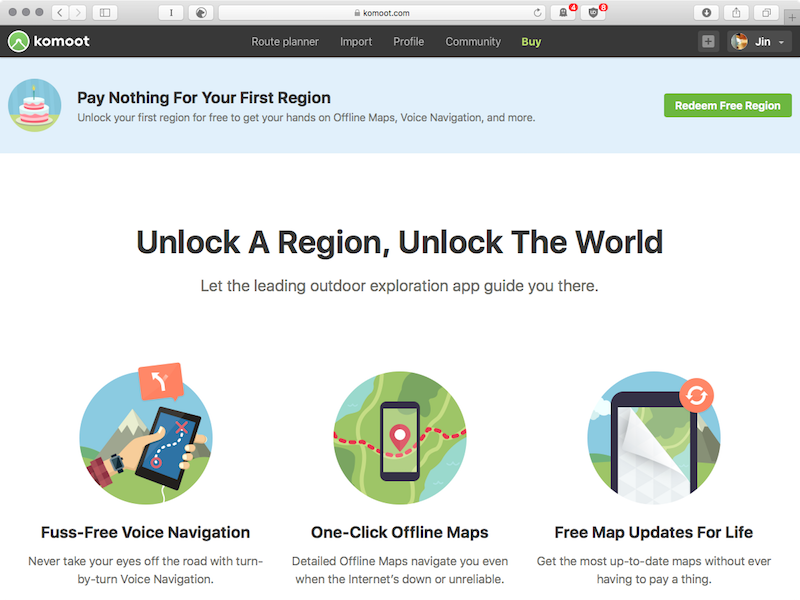 I
komoot.com
4
6
komoot
Route planner Import Profile Community Buy
Jin
Pay Nothing For Your First Region
Unlock your first region for free to get your hands on Offline Maps, Voice Navigation, and more.
Redeem Free Region
Unlock A Region, Unlock The World
Let the leading outdoor exploration app guide you there.
Fuss-Free Voice Navigation
Never take your eyes off the road with turn-
by-turn Voice Navigation.
One-Click Offline Maps
Detailed Offline Maps navigate you even
when the Internet’s down or unreliable.
Free Map Updates For Life
Get the most up-to-date maps without ever
having to pay a thing.